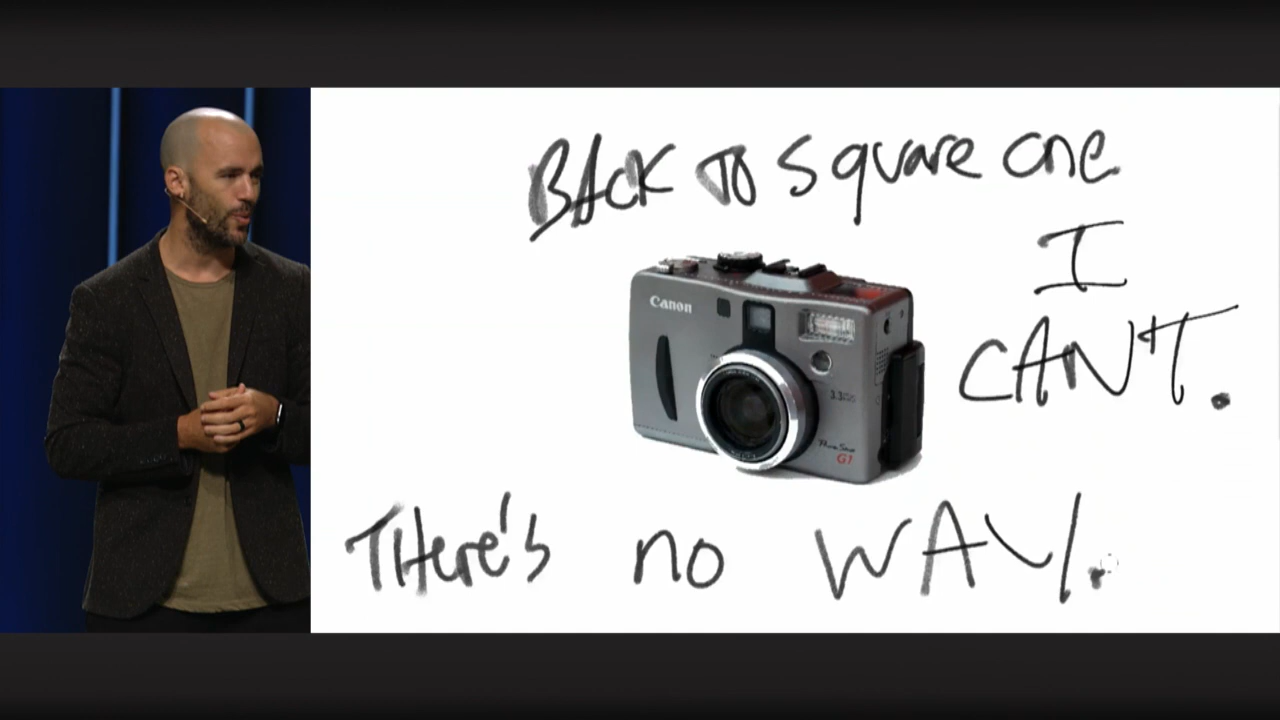 BACK TO square one
I
CAN'T.
Canon
G1
THere's no WAY.